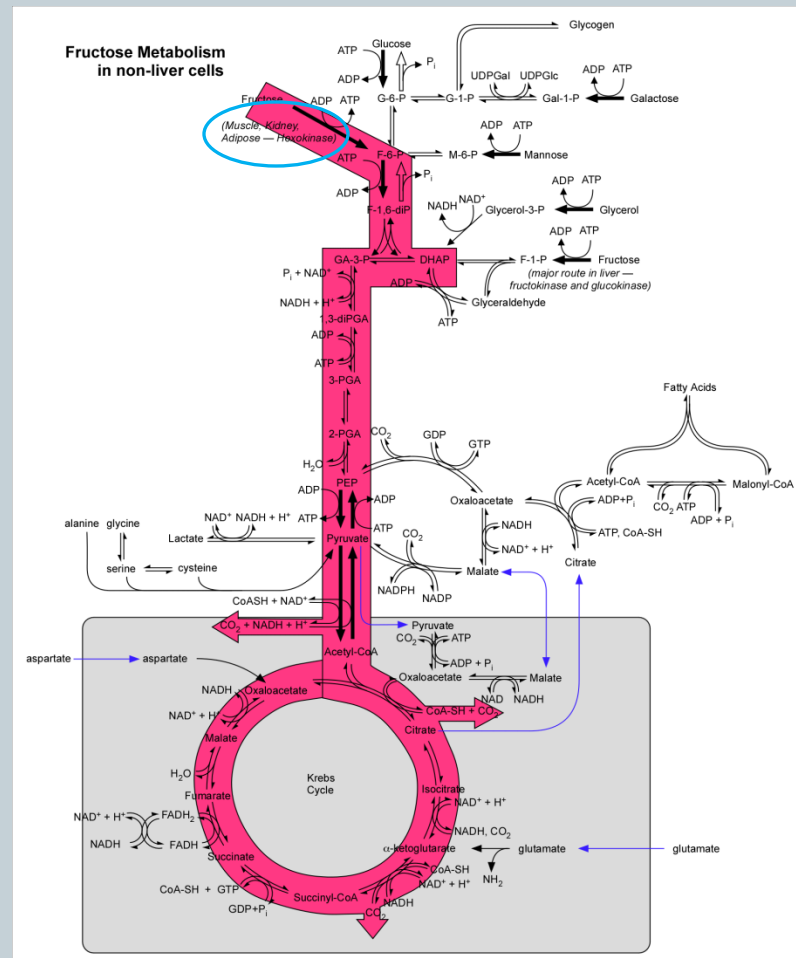 Fructose Metabolism
in non-liver cells
Glycogen
ATP
Glucose
ADP
Pi
UDPGal UDPGlc
ADP ATP
G-6-P
G-1-P
Gal-1-P
Galactose
Fructose
ADP ATP
(Muscle, Kidney,
Adipose — Hexokinase)
ATP
F-6-P
M-6-P
ADP ATP
Mannose
ADP
Pi
F-1,6-diP
NADH NAD+
Glycerol-3-P
ADP ATP
Glycerol
GA-3-P
DHAP
F-1-P
ADP ATP
Fructose
(major route in liver —
fructokinase and glucokinase)
Pi + NAD+
NADH + H+
ADP
Glyceraldehyde
ATP
1,3-diPGA
ADP
ATP
3-PGA
2-PGA
H2O
CO2
GDP
GTP
Fatty Acids
PEP
ADP
ATP
ADP
ATP
Oxaloacetate
Acetyl-CoA
Malonyl-CoA
ADP+Pi
CO2 ATP
ADP + Pi
ATP, CoA-SH
Citrate
NADH
NAD+ + H+
alanine glycine
serine
cysteine
Lactate
NAD+ NADH + H+
Pyruvate
CO2
NADPH
NADP
Malate
CoASH + NAD+
CO2 + NADH + H+
Acetyl-CoA
Pyruvate
CO2
ATP
ADP + Pi
Oxaloacetate
Malate
NAD NADH
aspartate
aspartate
NADH
Oxaloacetate
NAD+ + H+
CoA-SH + CO2
Citrate
Malate
H2O
Fumarate
Krebs
Cycle
Isocitrate
NAD+ + H+
NADH, CO2
NAD+ + H+
FADH2
NADH
FADH
Succinate
α-ketoglutarate
glutamate
glutamate
NH2
CoA-SH
NAD+ + H+
NADH
CO2
CoA-SH + GTP
GDP+Pi
Succinyl-CoA